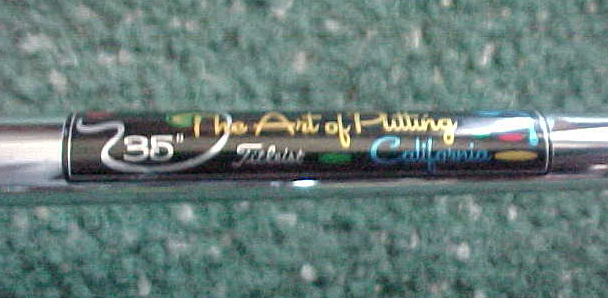 The Art of Putting
35"
Titleist
California